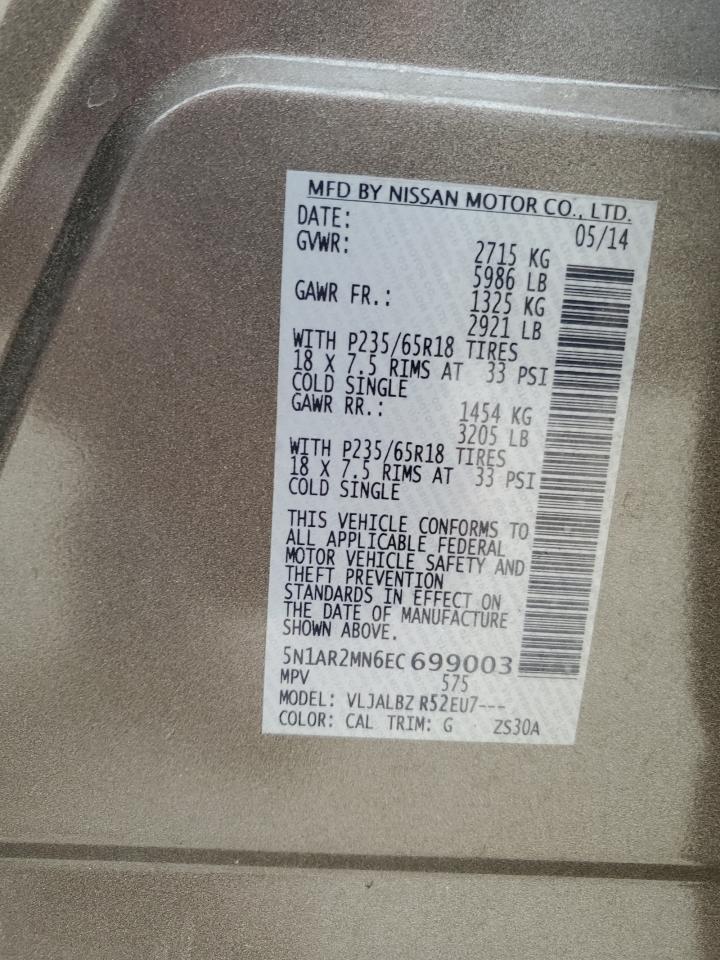 MFD BY NISSAN MOTOR CO., LTD.
DATE: 05/14
GVWR: 2715 KG
5986 LB
GAWR FR.: 1325 KG
2921 LB
WITH P235/65R18 TIRES
18 X 7.5 RIMS AT 33 PSI
COLD SINGLE
GAWR RR.: 1454 KG
3205 LB
WITH P235/65R18 TIRES
18 X 7.5 RIMS AT 33 PSI
COLD SINGLE
THIS VEHICLE CONFORMS TO
ALL APPLICABLE FEDERAL
MOTOR VEHICLE SAFETY AND
THEFT PREVENTION
STANDARDS IN EFFECT ON
THE DATE OF MANUFACTURE
SHOWN ABOVE.
5N1AR2MN6EC699003
MPV 575
MODEL: VLJALBZ R52EU7---
COLOR: CAL TRIM: G ZS30A